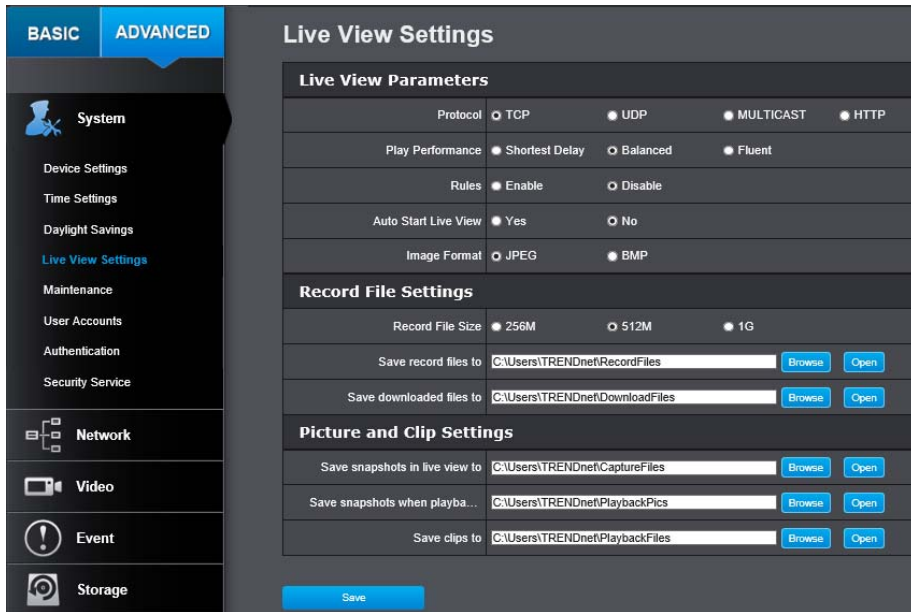 BASIC
ADVANCED
System
Device Settings
Time Settings
Daylight Savings
Live View Settings
Maintenance
User Accounts
Authentication
Security Service
Network
Video
Event
Storage
Live View Settings
Live View Parameters
Protocol TCP UDP MULTICAST HTTP
Play Performance Shortest Delay Balanced Fluent
Rules Enable Disable
Auto Start Live View Yes No
Image Format JPEG BMP
Record File Settings
Record File Size 256M 512M 1G
Save record files to C:\Users\TRENDnet\RecordFiles Browse Open
Save downloaded files to C:\Users\TRENDnet\DownloadFiles Browse Open
Picture and Clip Settings
Save snapshots in live view to C:\Users\TRENDnet\CaptureFiles Browse Open
Save snapshots when playba... C:\Users\TRENDnet\PlaybackPics Browse Open
Save clips to C:\Users\TRENDnet\PlaybackFiles Browse Open
Save